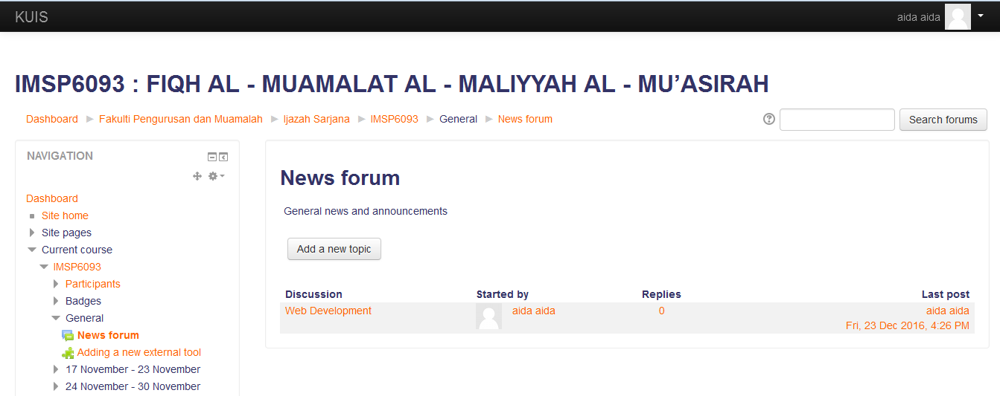 KUIS
aida aida
IMSP6093 : FIQH AL - MUAMALAT AL - MALIYYAH AL - MU’ASIRAH
Dashboard Fakulti Pengurusan dan Muamalah Ijazah Sarjana IMSP6093 General News forum
Search forums
NAVIGATION
Dashboard
Site home
Site pages
Current course
IMSP6093
Participants
Badges
General
News forum
Adding a new external tool
17 November - 23 November
24 November - 30 November
News forum
General news and announcements
Add a new topic
Discussion Started by Replies Last post
Web Development aida aida 0 aida aida
Fri, 23 Dec 2016, 4:26 PM